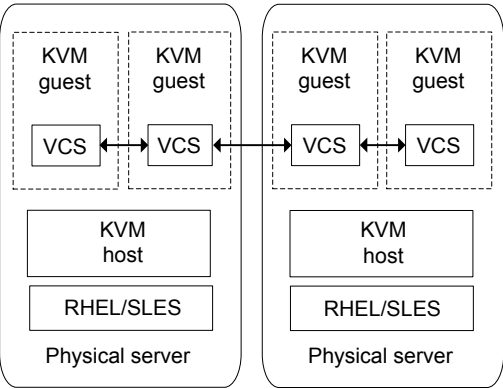 KVM
guest
KVM
guest
VCS
VCS
KVM
host
RHEL/SLES
Physical server
KVM
guest
KVM
guest
VCS
VCS
KVM
host
RHEL/SLES
Physical server